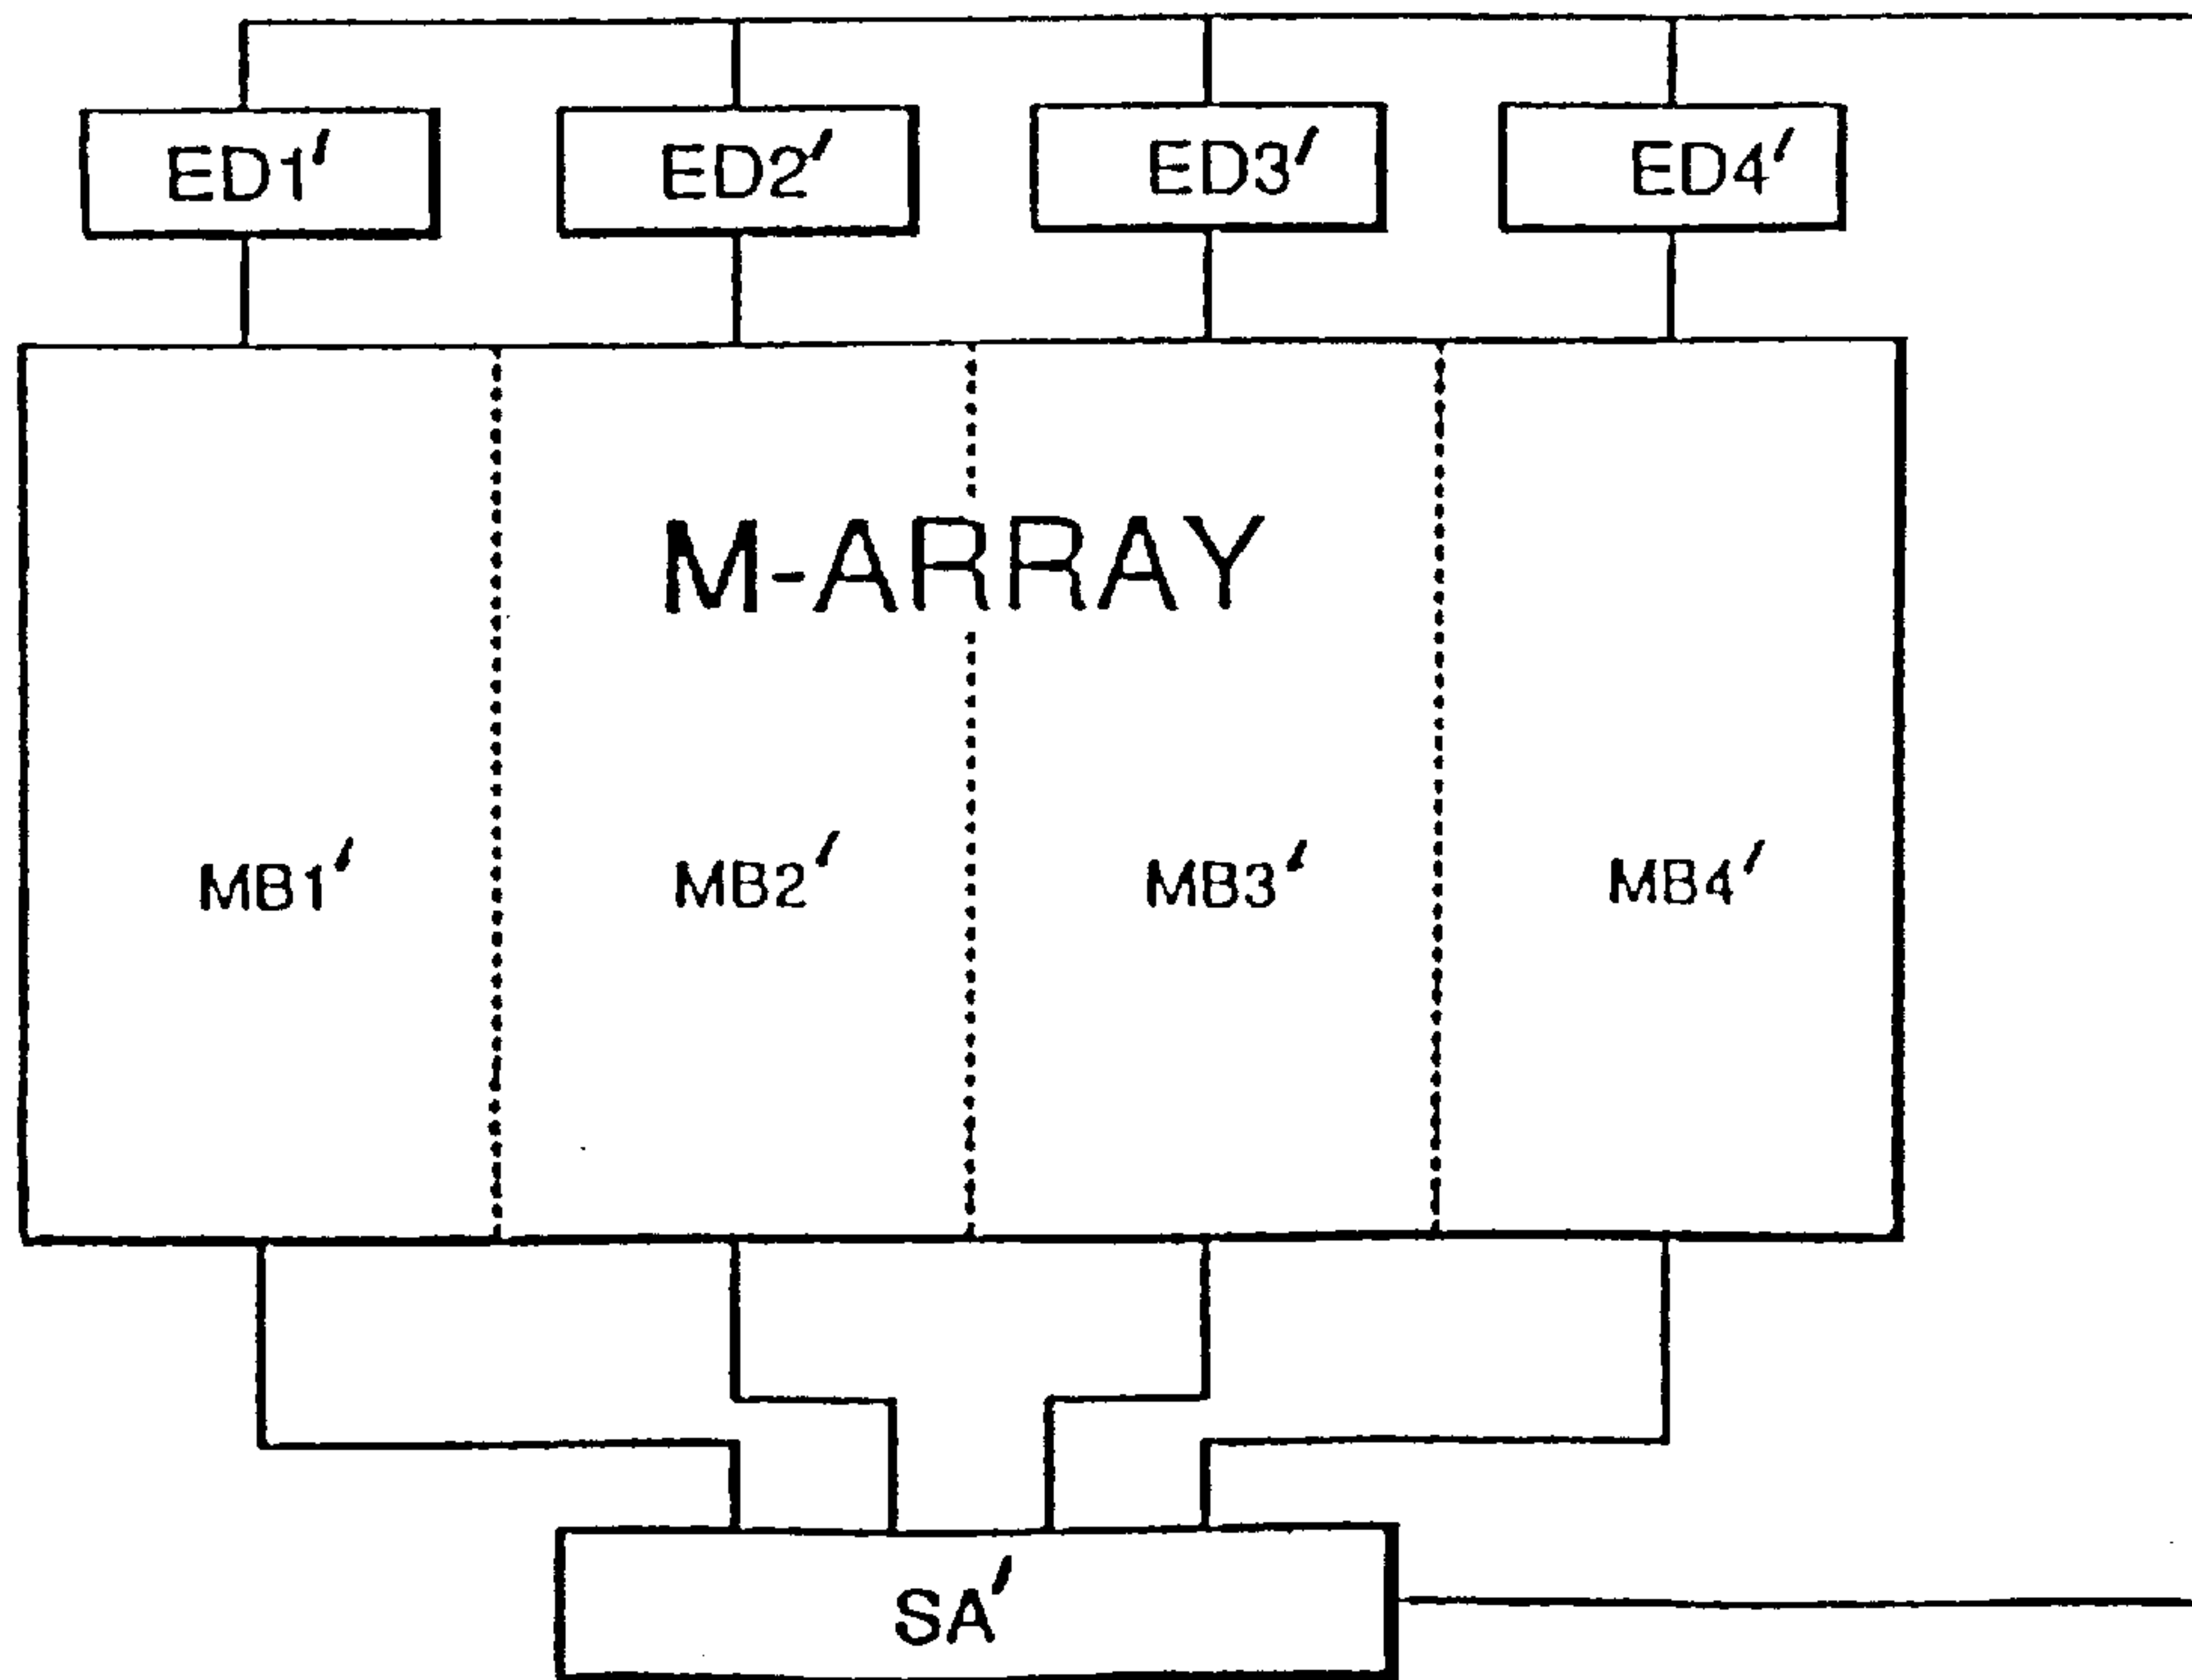 ED1′ ED2′ ED3′ ED4′
M-ARRAY
MB1′ MB2′ MB3′ MB4′
SA′